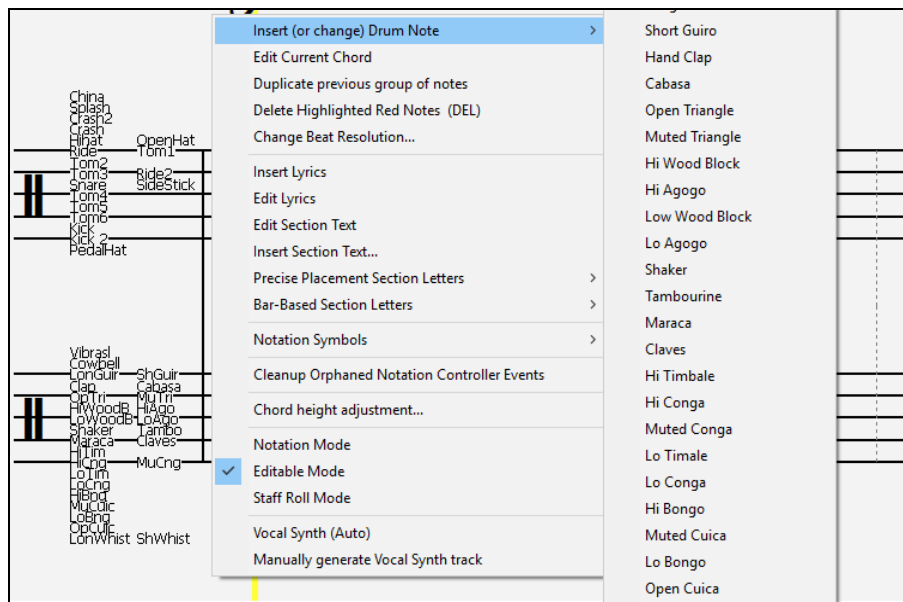 China
Splash
Crash2
Crash
Hihat OpenHat
Ride Tom1
Tom2
Tom3 Ride2
Snare SideStick
Tom4
Tom5
Tom6
Kick
Kick 2
PedalHat
Vibrasl
Cowbell
LonGuir ShGuir
Clap Cabasa
OpTri MuTri
HiWoodB HiAgo
LoWoodB LoAgo
Shaker Tambo
Maraca Claves
HiTim
HiCng MuCng
LoTim
LoCng
HiBng
MuCuic
LoBng
OpCuic
LonWhist ShWhist
Insert (or change) Drum Note
Edit Current Chord
Duplicate previous group of notes
Delete Highlighted Red Notes (DEL)
Change Beat Resolution...
Insert Lyrics
Edit Lyrics
Edit Section Text
Insert Section Text...
Precise Placement Section Letters
Bar-Based Section Letters
Notation Symbols
Cleanup Orphaned Notation Controller Events
Chord height adjustment...
Notation Mode
Editable Mode
Staff Roll Mode
Vocal Synth (Auto)
Manually generate Vocal Synth track
Short Guiro
Hand Clap
Cabasa
Open Triangle
Muted Triangle
Hi Wood Block
Hi Agogo
Low Wood Block
Lo Agogo
Shaker
Tambourine
Maraca
Claves
Hi Timbale
Hi Conga
Muted Conga
Lo Timale
Lo Conga
Hi Bongo
Muted Cuica
Lo Bongo
Open Cuica